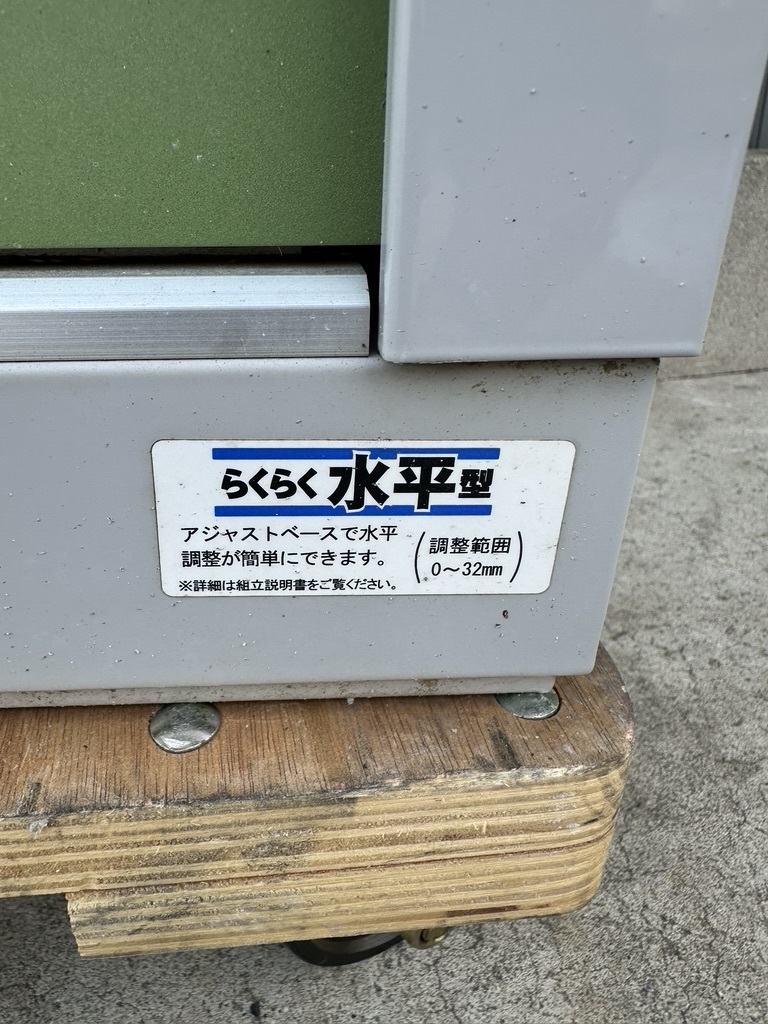 らくらく水平型
アジャストベースで水平
調整が簡単にできます。
(調整範囲
0～32mm)
※詳細は組立説明書をご覧ください。